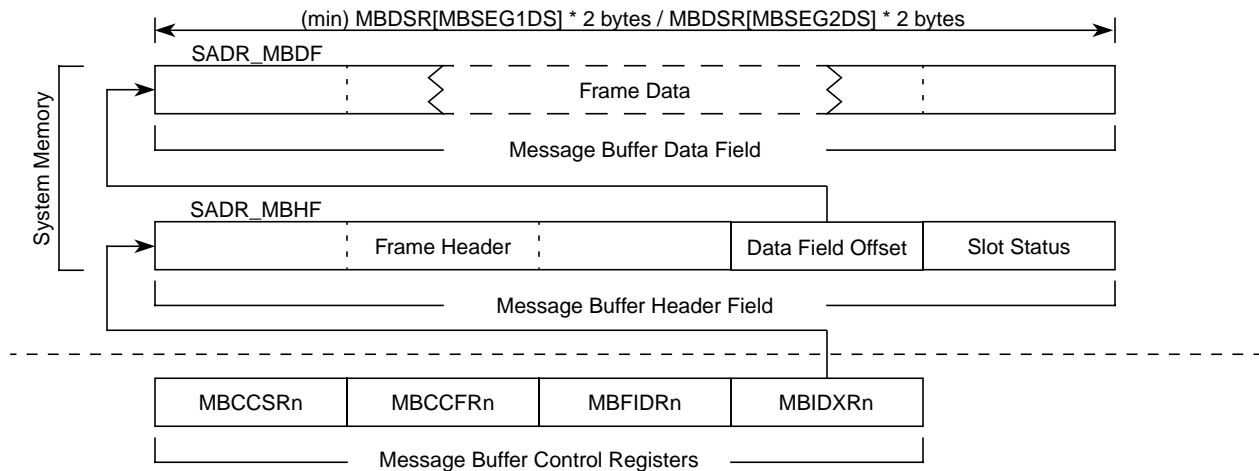 (min) MBDSR[MBSEG1DS] * 2 bytes / MBDSR[MBSEG2DS] * 2 bytes
SADR_MBDF
Frame Data
Message Buffer Data Field
System Memory
SADR_MBHF
Frame Header
Data Field Offset
Slot Status
Message Buffer Header Field
MBCCSRn
MBCCFRn
MBFIDRn
MBIDXRn
Message Buffer Control Registers